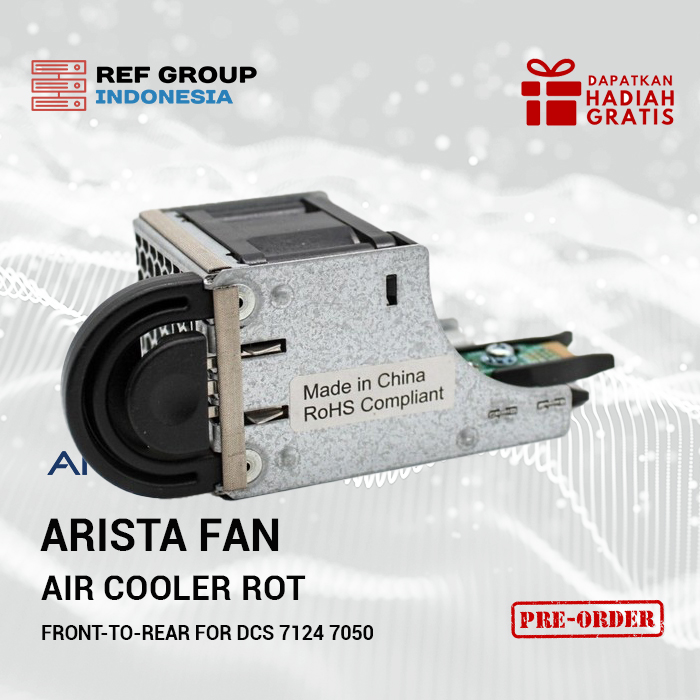 REF GROUP
INDONESIA
DAPATKAN
HADIAH
GRATIS
Made in China
RoHS Compliant
ARISTA FAN
AIR COOLER ROT
FRONT-TO-REAR FOR DCS 7124 7050
PRE-ORDER